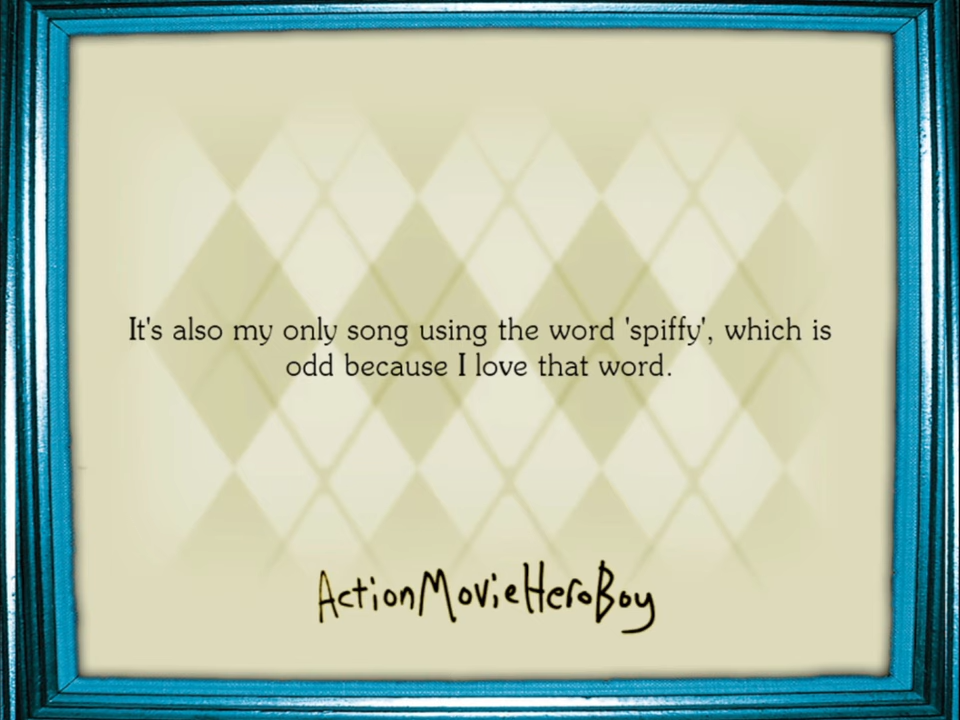 It's also my only song using the word 'spiffy', which is
odd because I love that word.
ActionMovieHeroBoy